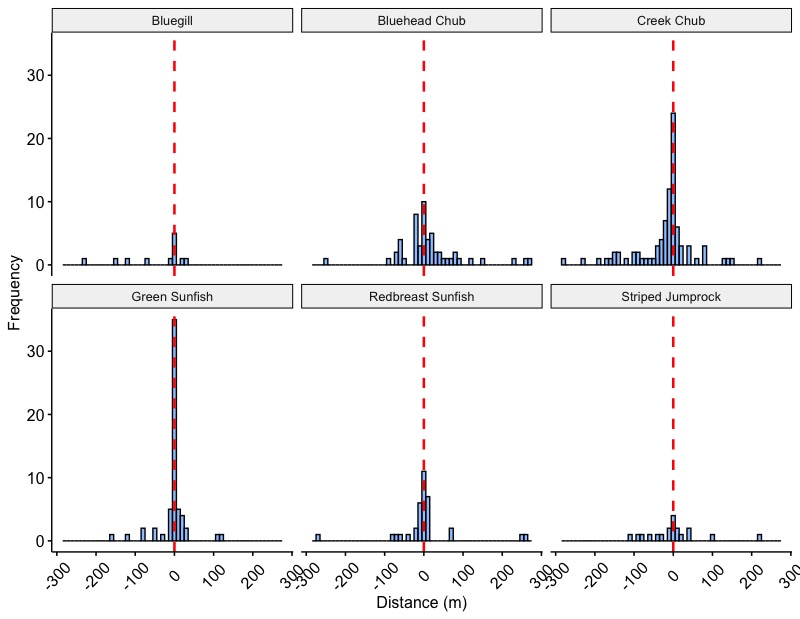 Bluegill Bluehead Chub Creek Chub
30
20
10
0
Frequency
Green Sunfish Redbreast Sunfish Striped Jumprock
30
20
10
0
-300 -200 -100 0 100 200 300 -300 -200 -100 0 100 200 300 -300 -200 -100 0 100 200 300
Distance (m)